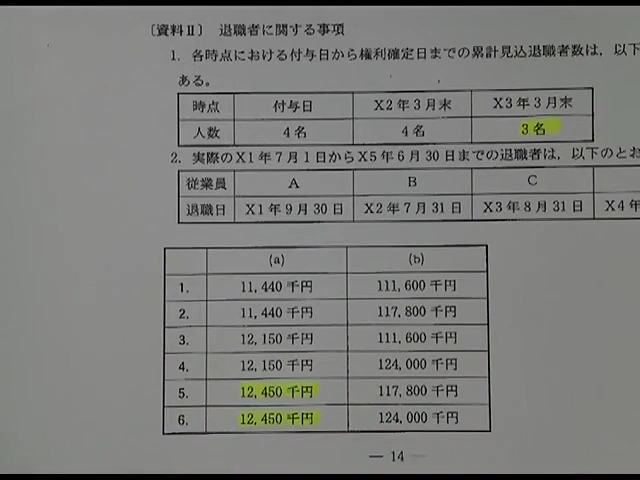 〔資料Ⅱ〕 退職者に関する事項
1. 各時点における付与日から権利確定日までの累計見込退職者数は，以下
ある。
時点 付与日 X2年3月末 X3年3月末
人数 4名 4名 3名
2. 実際のX1年7月1日からX5年6月30日までの退職者は，以下のとお
従業員 A B C
退職日 X1年9月30日 X2年7月31日 X3年8月31日 X4年
(a) (b)
1. 11,440千円 111,600千円
2. 11,440千円 117,800千円
3. 12,150千円 111,600千円
4. 12,150千円 124,000千円
5. 12,450千円 117,800千円
6. 12,450千円 124,000千円
— 14 —